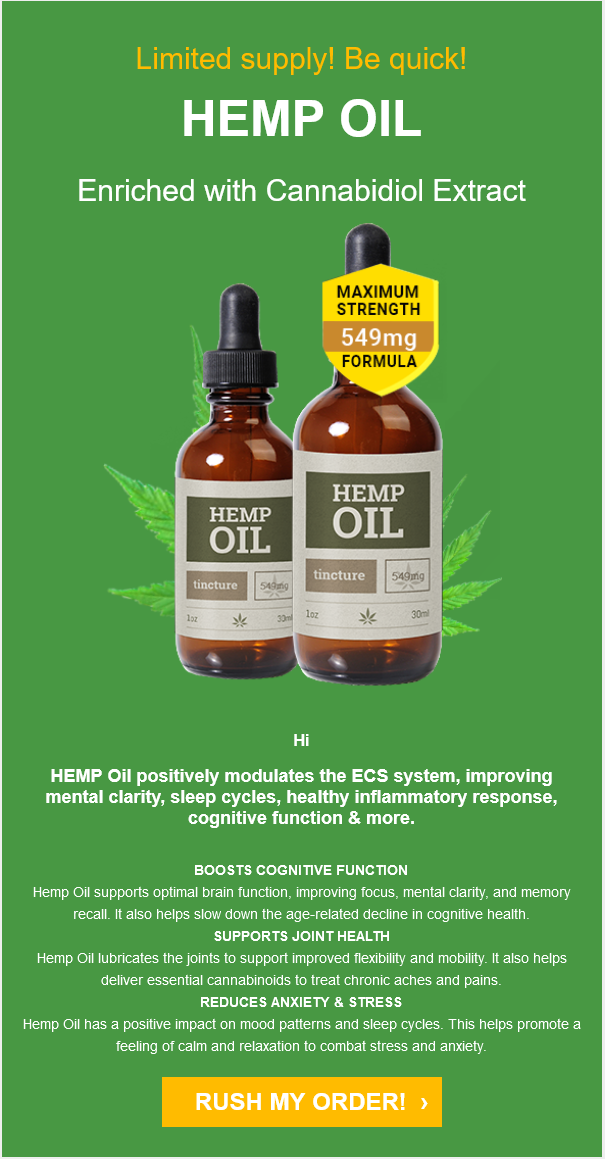 Limited supply! Be quick!
HEMP OIL
Enriched with Cannabidiol Extract
MAXIMUM
STRENGTH
549mg
FORMULA
HEMP
OIL
tincture
549mg
1oz
30ml
HEMP
OIL
tincture
549mg
1oz
30ml
Hi
HEMP Oil positively modulates the ECS system, improving
mental clarity, sleep cycles, healthy inflammatory response,
cognitive function & more.
BOOSTS COGNITIVE FUNCTION
Hemp Oil supports optimal brain function, improving focus, mental clarity, and memory
recall. It also helps slow down the age-related decline in cognitive health.
SUPPORTS JOINT HEALTH
Hemp Oil lubricates the joints to support improved flexibility and mobility. It also helps
deliver essential cannabinoids to treat chronic aches and pains.
REDUCES ANXIETY & STRESS
Hemp Oil has a positive impact on mood patterns and sleep cycles. This helps promote a
feeling of calm and relaxation to combat stress and anxiety.
RUSH MY ORDER! ›